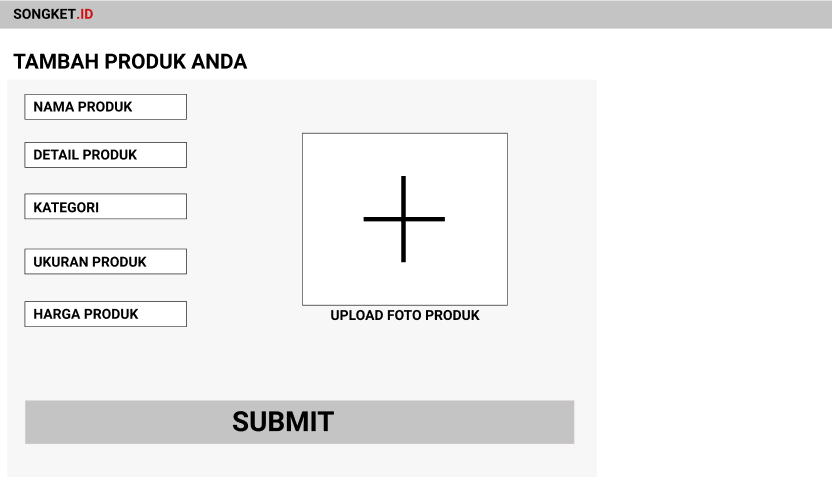 SONGKET.ID
TAMBAH PRODUK ANDA
NAMA PRODUK
DETAIL PRODUK
KATEGORI
UKURAN PRODUK
HARGA PRODUK
UPLOAD FOTO PRODUK
SUBMIT